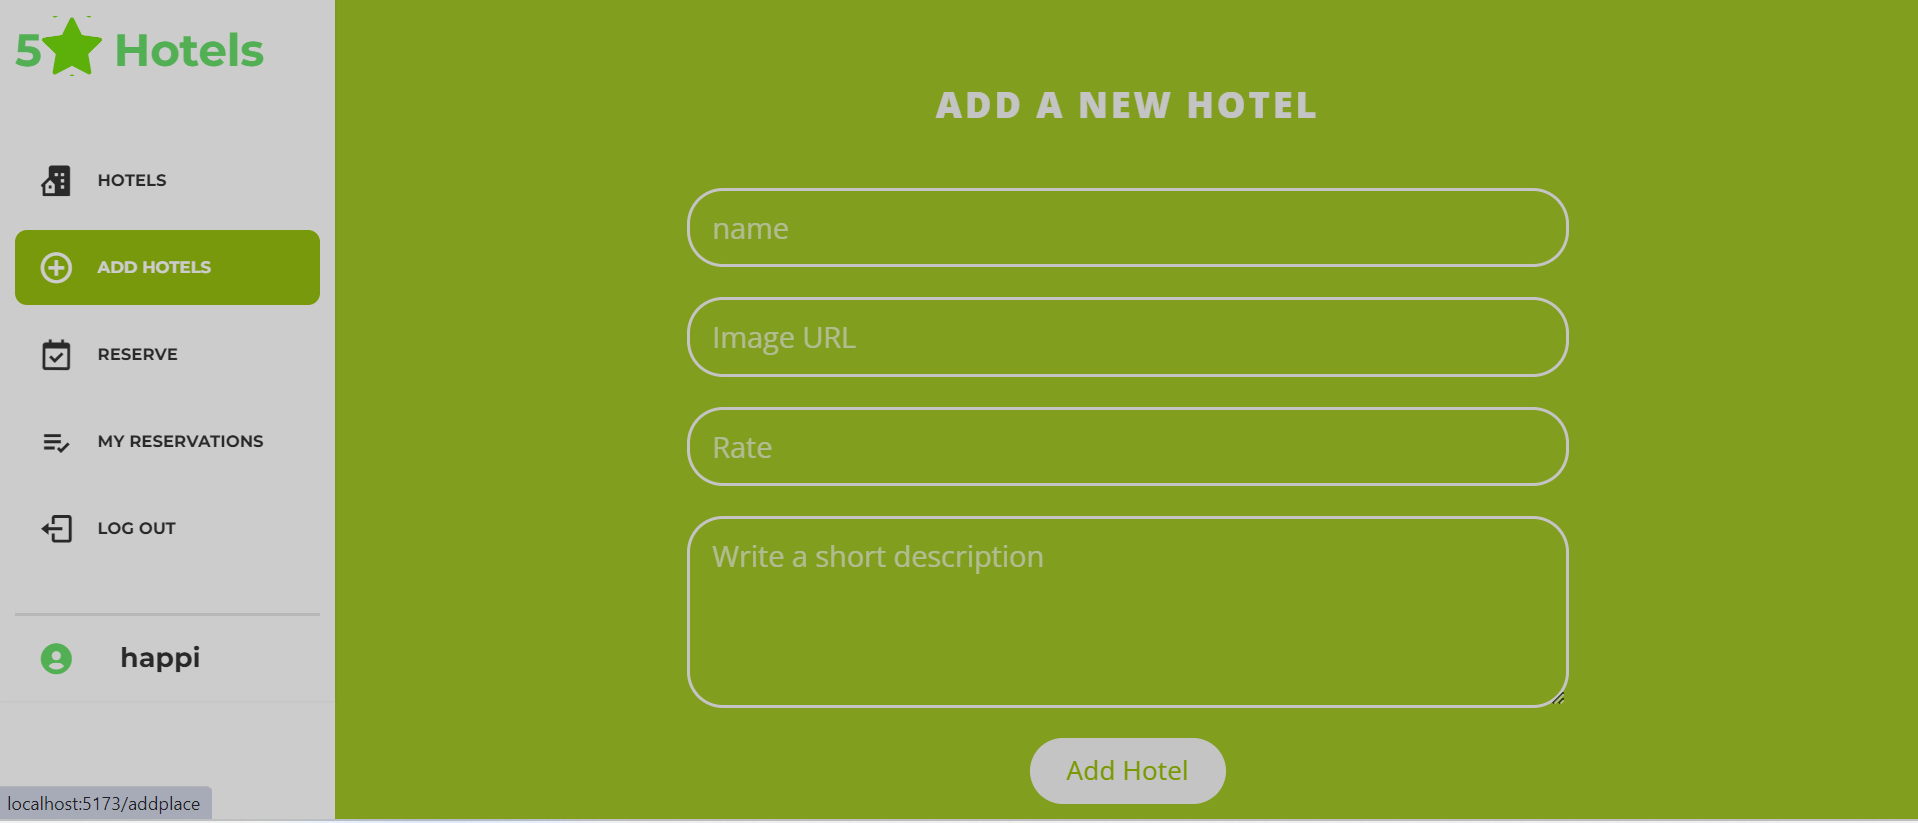 5 Hotels
HOTELS
ADD HOTELS
RESERVE
MY RESERVATIONS
LOG OUT
happi
localhost:5173/addplace
ADD A NEW HOTEL
name
Image URL
Rate
Write a short description
Add Hotel